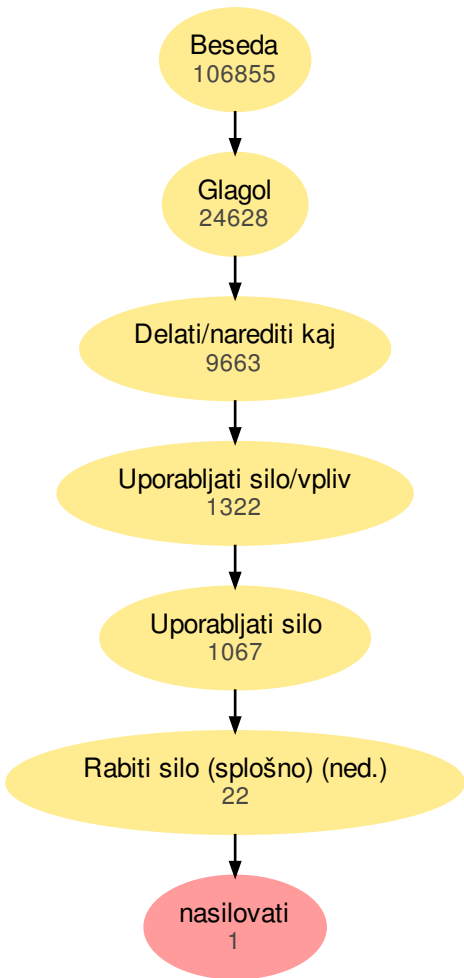 Beseda
106855
Glagol
24628
Delati/narediti kaj
9663
Uporabljati silo/vpliv
1322
Uporabljati silo
1067
Rabiti silo (splošno) (ned.)
22
nasilovati
1